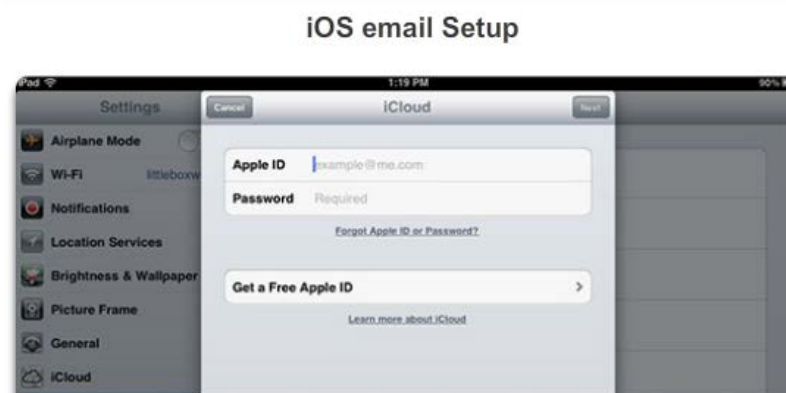 iOS email Setup
iPad 1:19 PM 90%
Settings Cancel iCloud Next
Airplane Mode
Apple ID example@me.com
Wi-Fi littleboxw
Password Required
Notifications
Forgot Apple ID or Password?
Location Services
Brightness & Wallpaper
Get a Free Apple ID
Picture Frame
Learn more about iCloud
General
iCloud